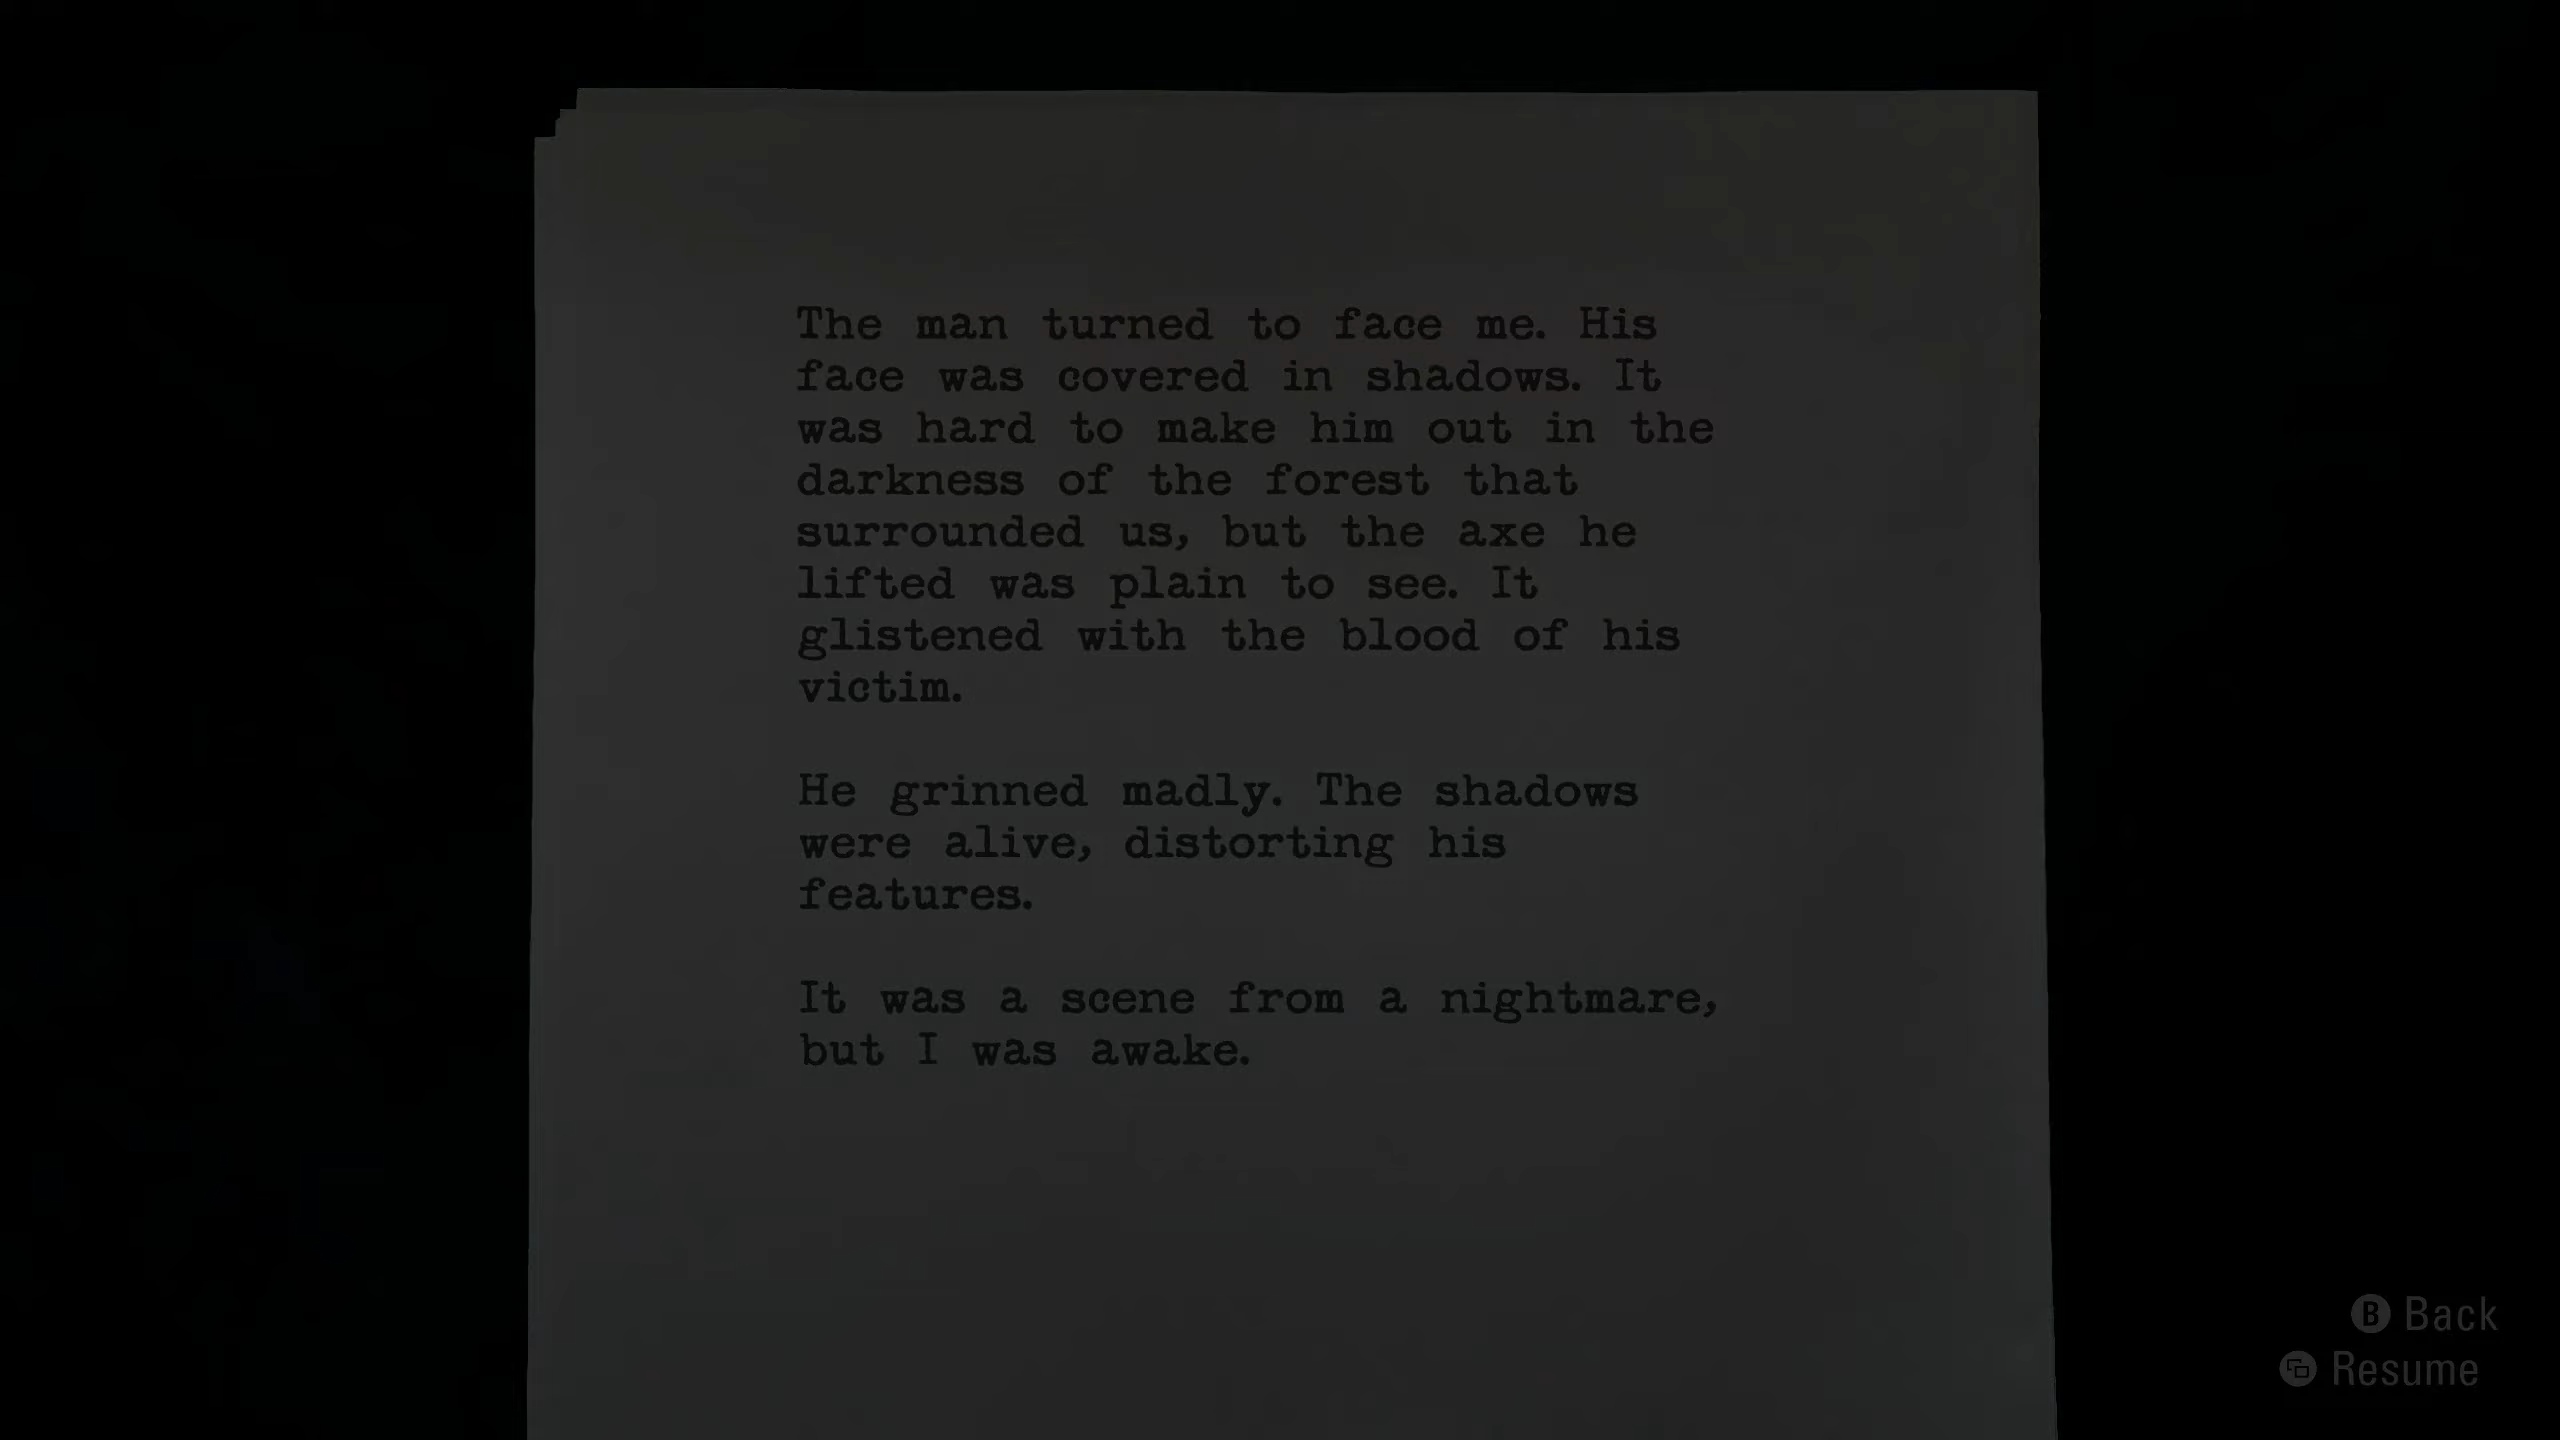 The man turned to face me. His
face was covered in shadows. It
was hard to make him out in the
darkness of the forest that
surrounded us, but the axe he
lifted was plain to see. It
glistened with the blood of his
victim.
He grinned madly. The shadows
were alive, distorting his
features.
It was a scene from a nightmare,
but I was awake.
B Back
Resume